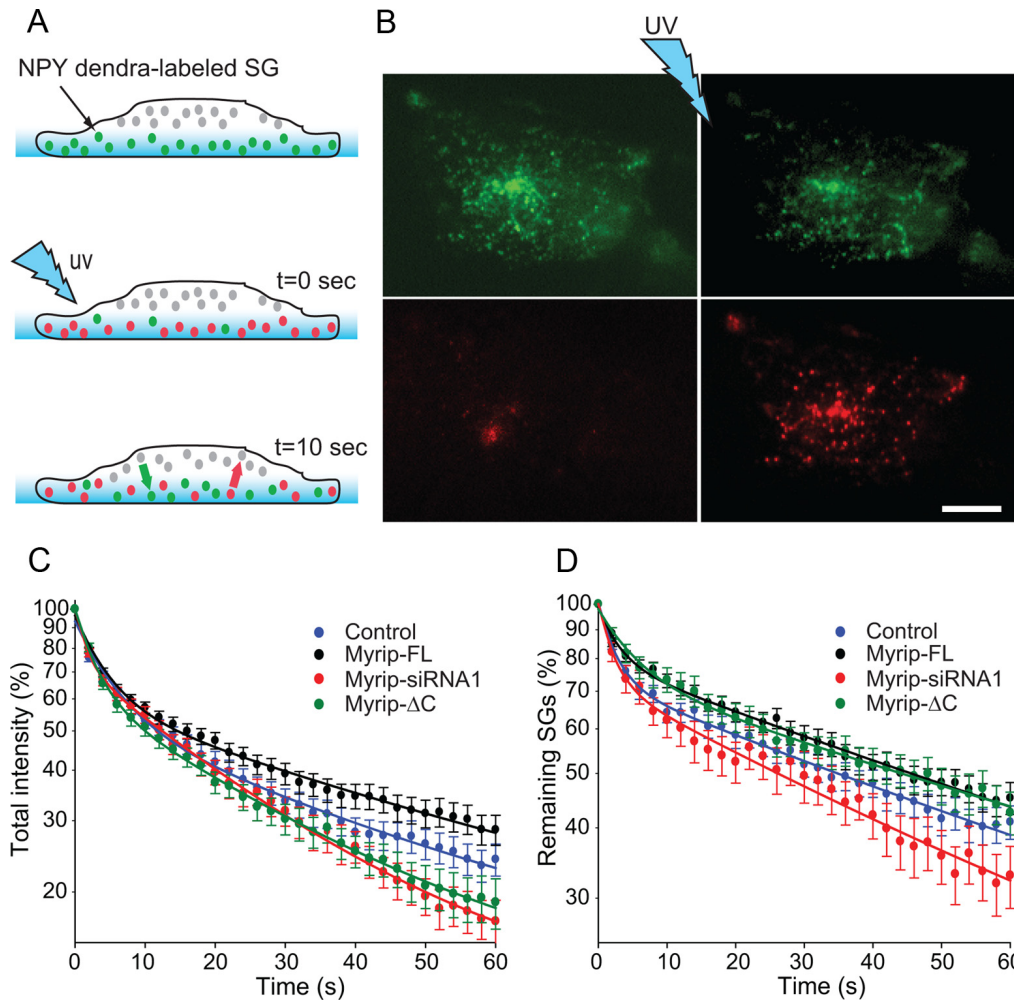 A
NPY dendra-labeled SG
uv
t=0 sec
t=10 sec
B
UV
C
100
90
80
70
60
50
40
30
20
0 10 20 30 40 50 60
Total intensity (%)
Time (s)
Control
Myrip-FL
Myrip-siRNA1
Myrip-ΔC
D
100
90
80
70
60
50
40
30
0 10 20 30 40 50 60
Remaining SGs (%)
Time (s)
Control
Myrip-FL
Myrip-siRNA1
Myrip-ΔC